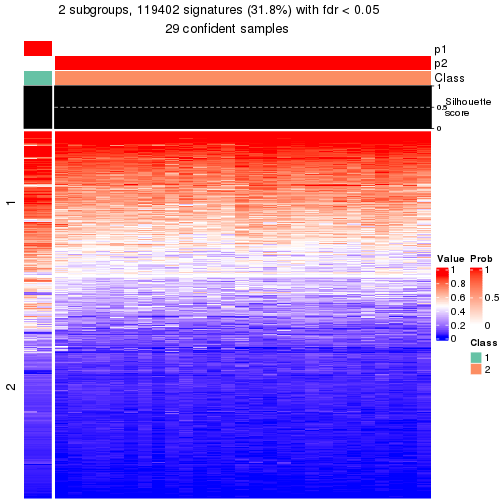 2 subgroups, 119402 signatures (31.8%) with fdr < 0.05
29 confident samples
p1
p2
Class
1
0.5
0
Silhouette
score
1
2
Value
1
0.8
0.6
0.4
0.2
0
Prob
1
0.5
0
Class
1
2